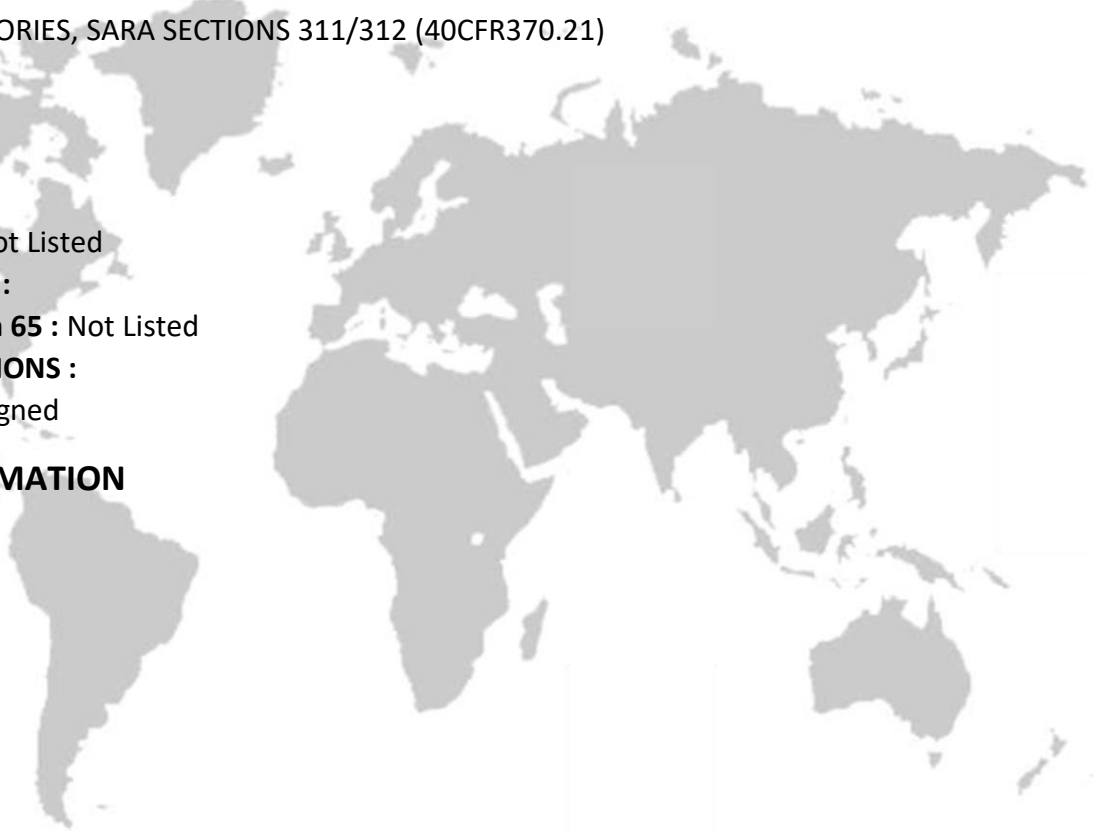 ORIES, SARA SECTIONS 311/312 (40CFR370.21)
ot Listed
:
65 : Not Listed
IONS :
gned
MATION